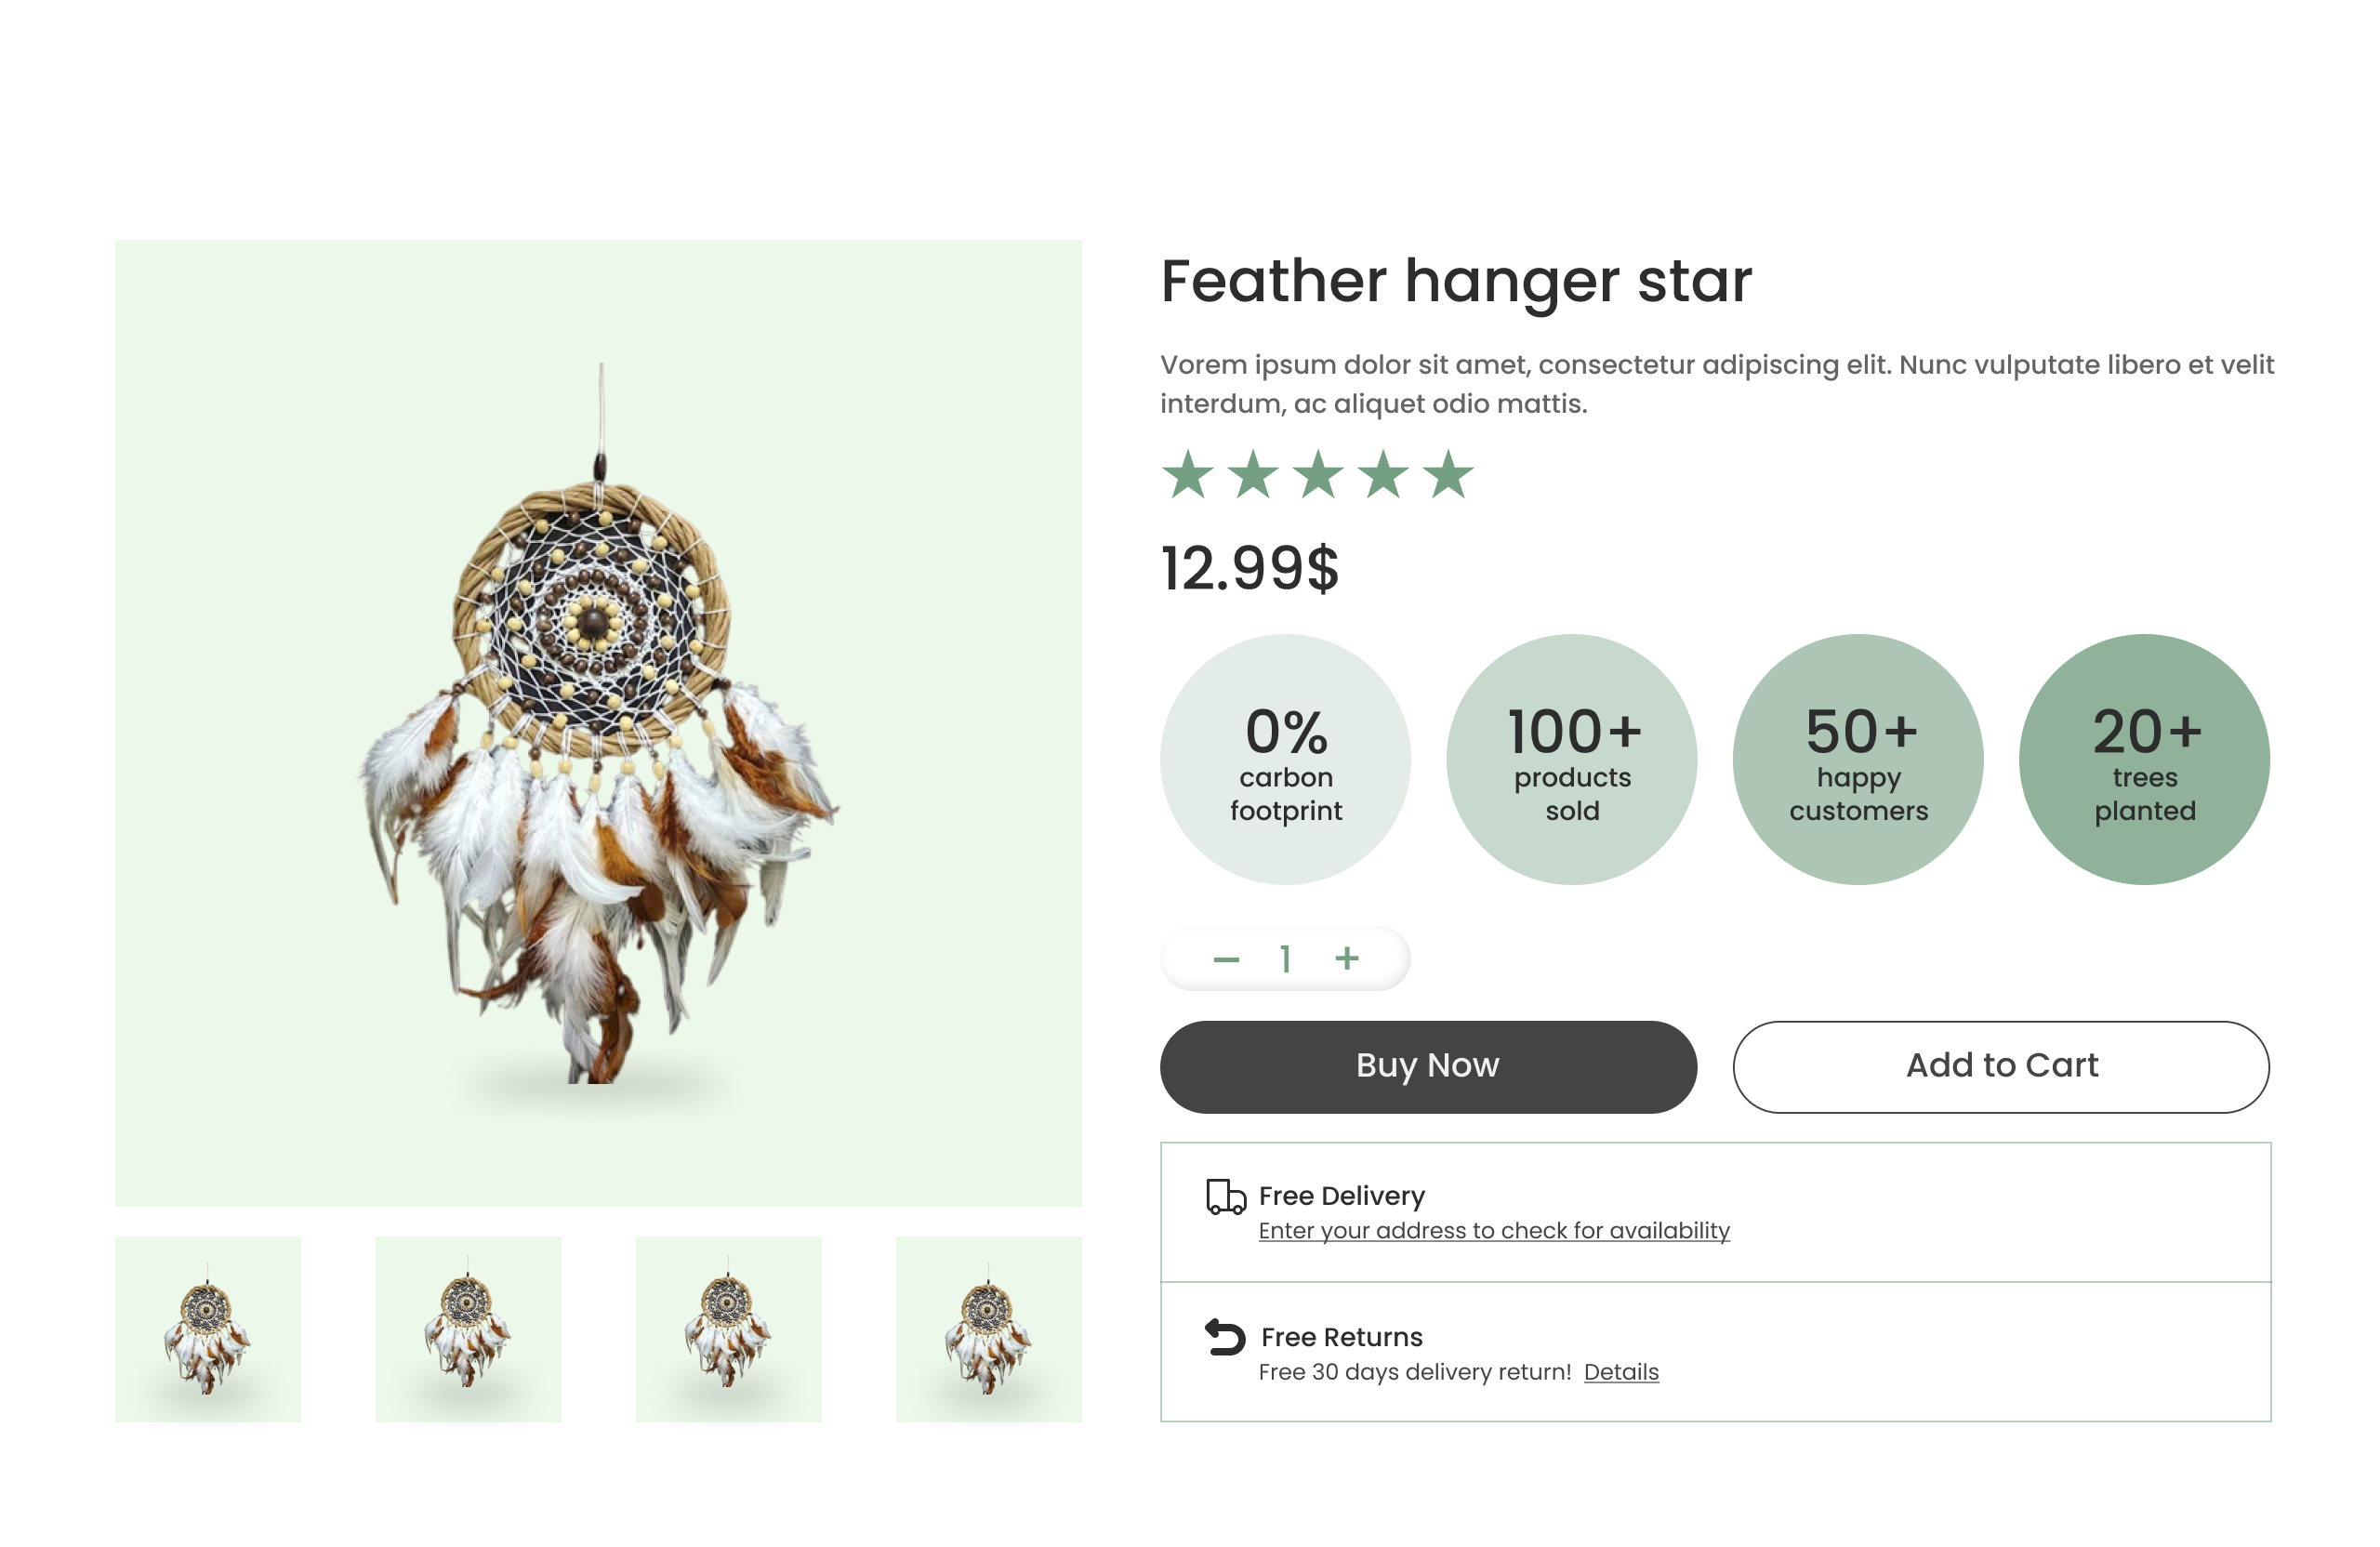 Feather hanger star
Vorem ipsum dolor sit amet, consectetur adipiscing elit. Nunc vulputate libero et velit
interdum, ac aliquet odio mattis.
12.99$
0%
carbon
footprint
100+
products
sold
50+
happy
customers
20+
trees
planted
− 1 +
Buy Now
Add to Cart
Free Delivery
Enter your address to check for availability
Free Returns
Free 30 days delivery return! Details